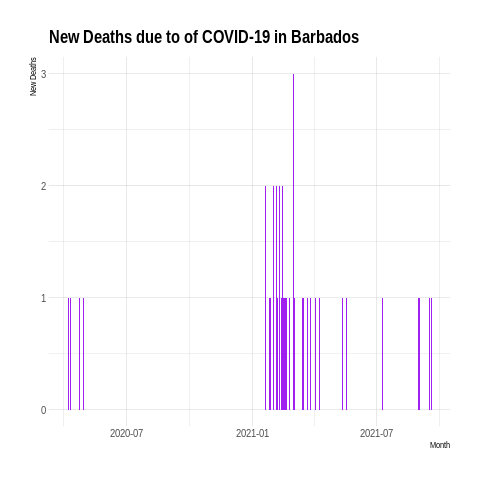 New Deaths due to of COVID-19 in Barbados
New Deaths
3
2
1
0
2020-07
2021-01
2021-07
Month